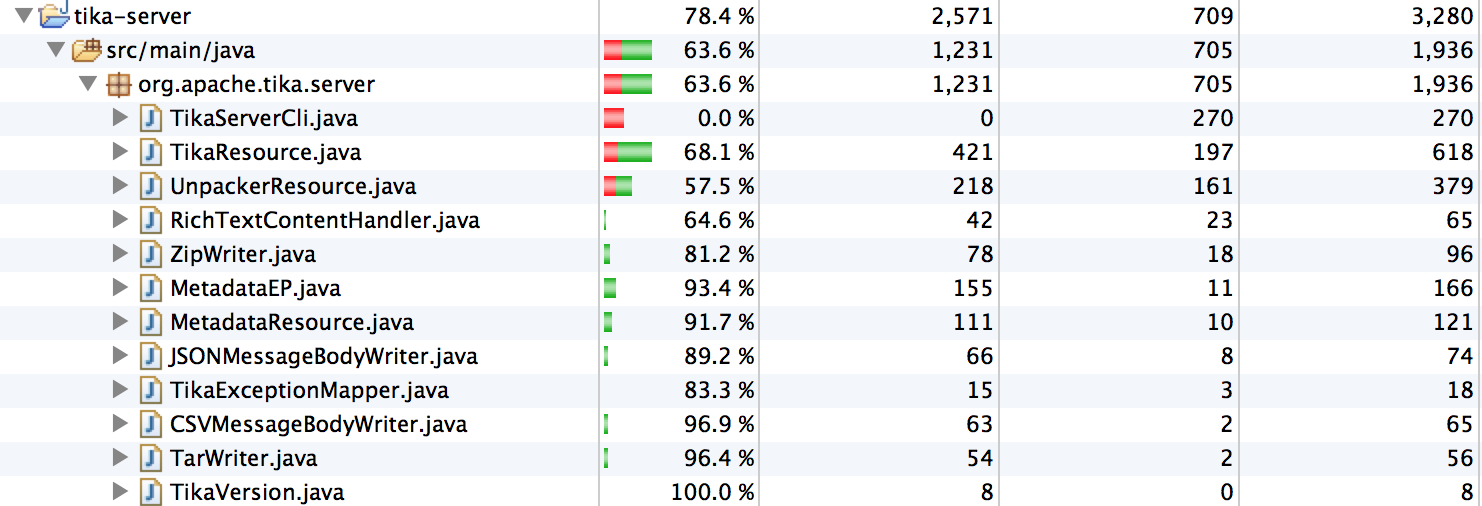 tika-server 78.4 % 2,571 709 3,280
src/main/java 63.6 % 1,231 705 1,936
org.apache.tika.server 63.6 % 1,231 705 1,936
TikaServerCli.java 0.0 % 0 270 270
TikaResource.java 68.1 % 421 197 618
UnpackerResource.java 57.5 % 218 161 379
RichTextContentHandler.java 64.6 % 42 23 65
ZipWriter.java 81.2 % 78 18 96
MetadataEP.java 93.4 % 155 11 166
MetadataResource.java 91.7 % 111 10 121
JSONMessageBodyWriter.java 89.2 % 66 8 74
TikaExceptionMapper.java 83.3 % 15 3 18
CSVMessageBodyWriter.java 96.9 % 63 2 65
TarWriter.java 96.4 % 54 2 56
TikaVersion.java 100.0 % 8 0 8